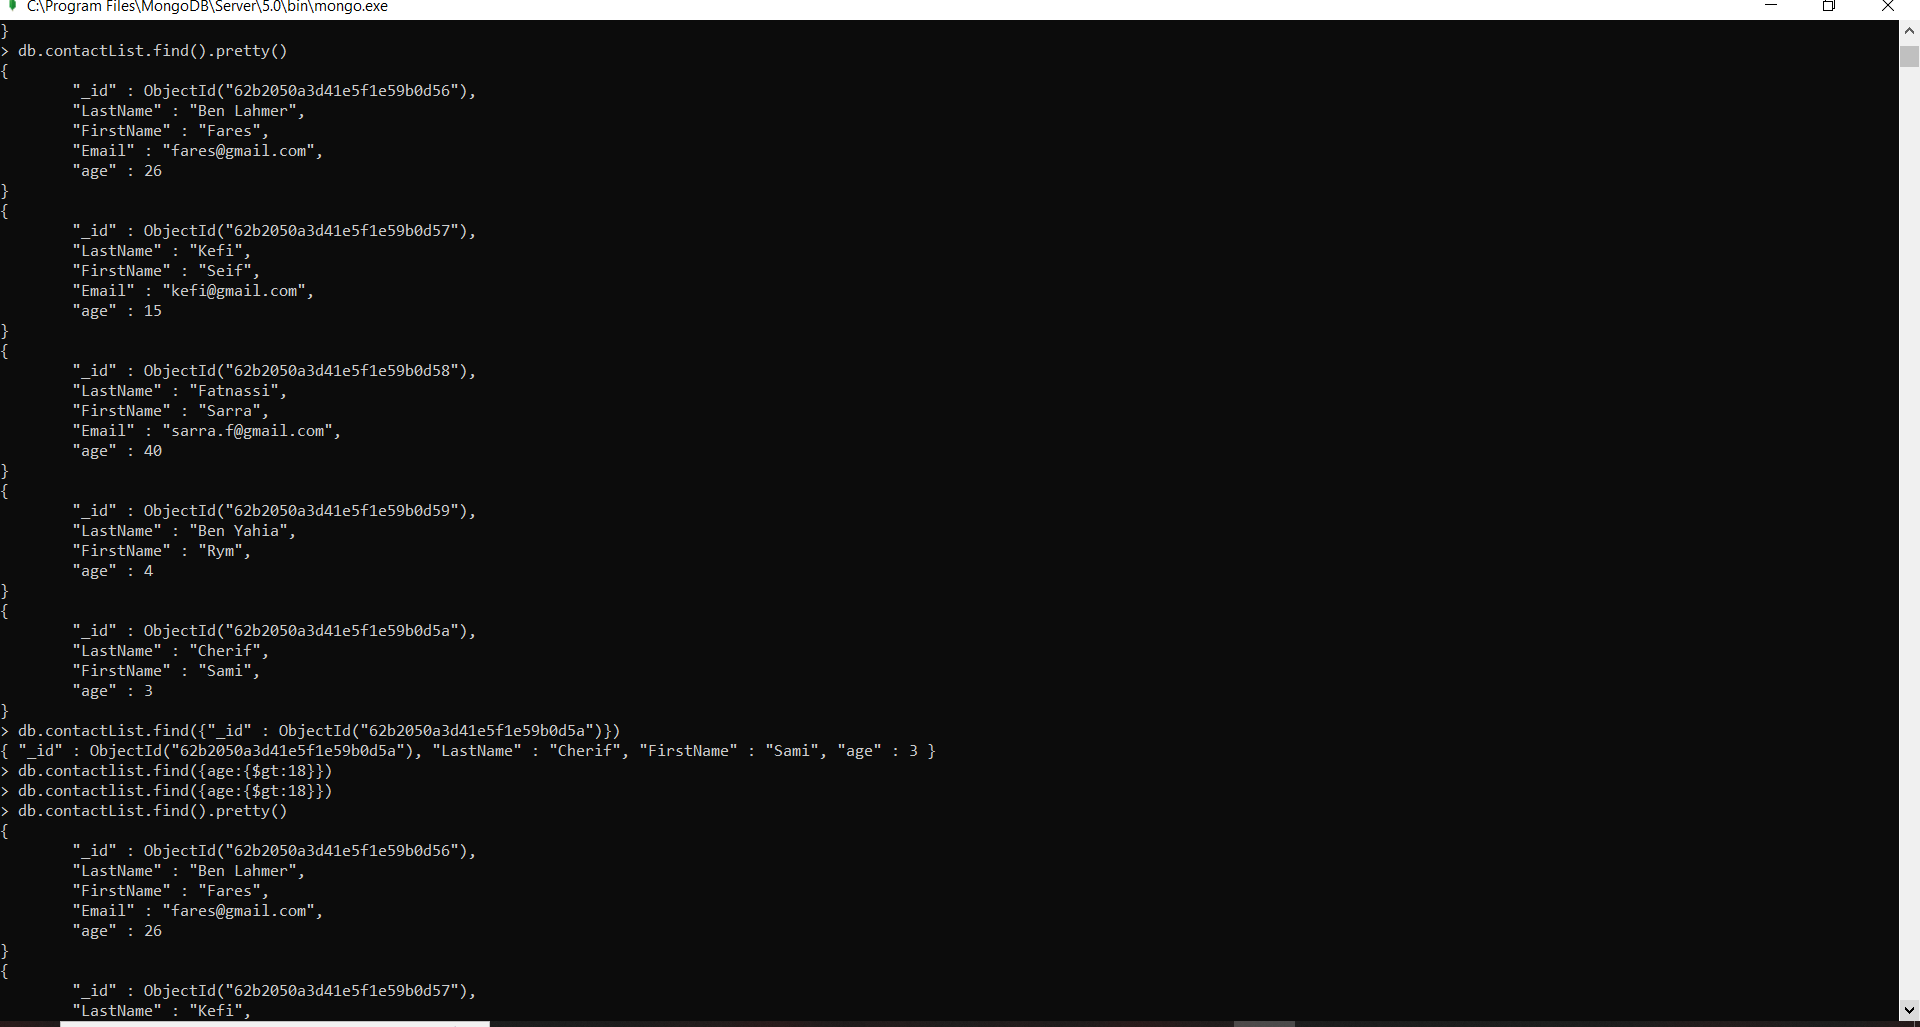 C:\Program Files\MongoDB\Server\5.0\bin\mongo.exe
}
> db.contactList.find().pretty()
{
        "_id" : ObjectId("62b2050a3d41e5f1e59b0d56"),
        "LastName" : "Ben Lahmer",
        "FirstName" : "Fares",
        "Email" : "fares@gmail.com",
        "age" : 26
}
{
        "_id" : ObjectId("62b2050a3d41e5f1e59b0d57"),
        "LastName" : "Kefi",
        "FirstName" : "Seif",
        "Email" : "kefi@gmail.com",
        "age" : 15
}
{
        "_id" : ObjectId("62b2050a3d41e5f1e59b0d58"),
        "LastName" : "Fatnassi",
        "FirstName" : "Sarra",
        "Email" : "sarra.f@gmail.com",
        "age" : 40
}
{
        "_id" : ObjectId("62b2050a3d41e5f1e59b0d59"),
        "LastName" : "Ben Yahia",
        "FirstName" : "Rym",
        "age" : 4
}
{
        "_id" : ObjectId("62b2050a3d41e5f1e59b0d5a"),
        "LastName" : "Cherif",
        "FirstName" : "Sami",
        "age" : 3
}
> db.contactList.find({"_id" : ObjectId("62b2050a3d41e5f1e59b0d5a")})
{ "_id" : ObjectId("62b2050a3d41e5f1e59b0d5a"), "LastName" : "Cherif", "FirstName" : "Sami", "age" : 3 }
> db.contactlist.find({age:{$gt:18}})
> db.contactlist.find({age:{$gt:18}})
> db.contactList.find().pretty()
{
        "_id" : ObjectId("62b2050a3d41e5f1e59b0d56"),
        "LastName" : "Ben Lahmer",
        "FirstName" : "Fares",
        "Email" : "fares@gmail.com",
        "age" : 26
}
{
        "_id" : ObjectId("62b2050a3d41e5f1e59b0d57"),
        "LastName" : "Kefi",